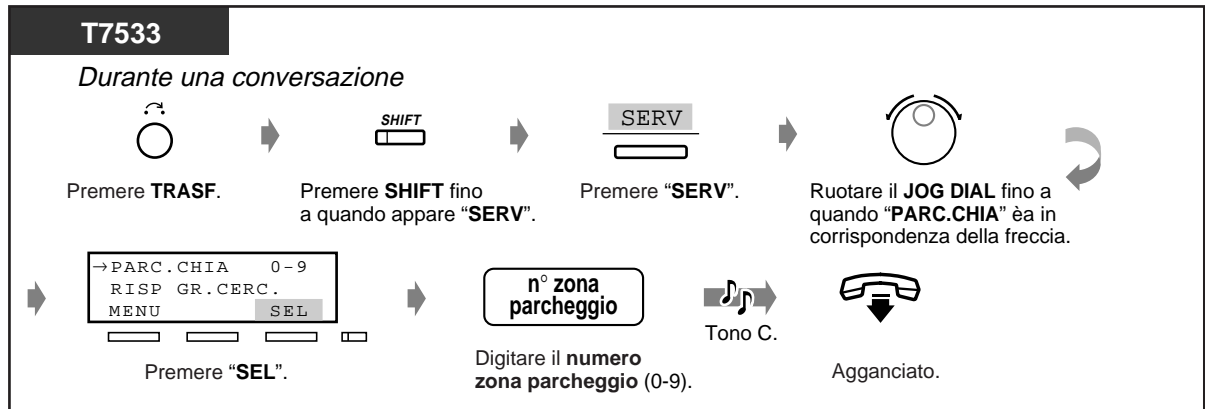 T7533
Durante una conversazione
SHIFT
SERV
Premere TRASF.
Premere SHIFT fino
a quando appare “SERV”.
Premere “SERV”.
Ruotare il JOG DIAL fino a
quando “PARC.CHIA” èa in
corrispondenza della freccia.
→PARC.CHIA 0-9
RISP GR.CERC.
MENU SEL
Premere “SEL”.
n° zona
parcheggio
Digitare il numero
zona parcheggio (0-9).
Tono C.
Agganciato.